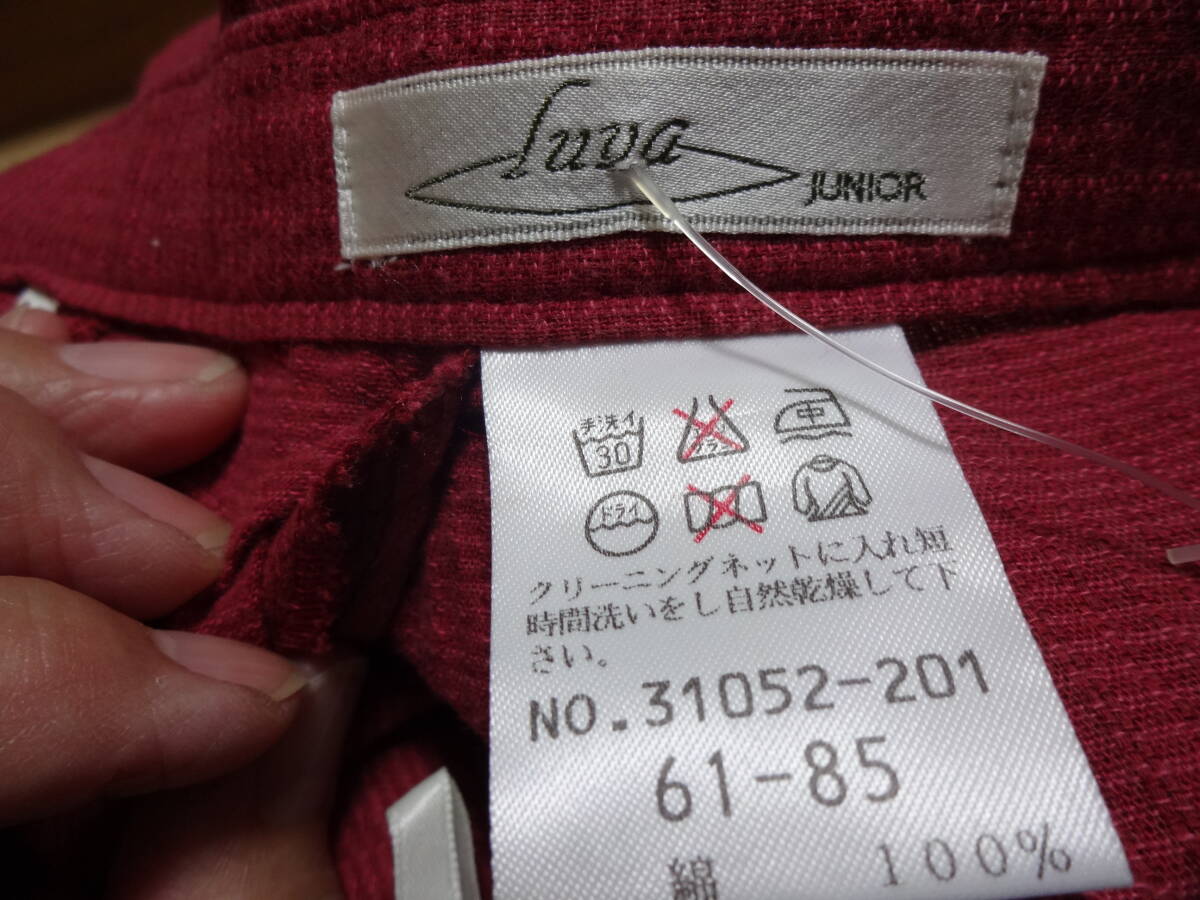 Luva
JUNIOR
手洗イ
30
中
ドライ
クリーニングネットに入れ短
時間洗いをし自然乾燥して下
さい。
NO.31052-201
61-85
綿 100%